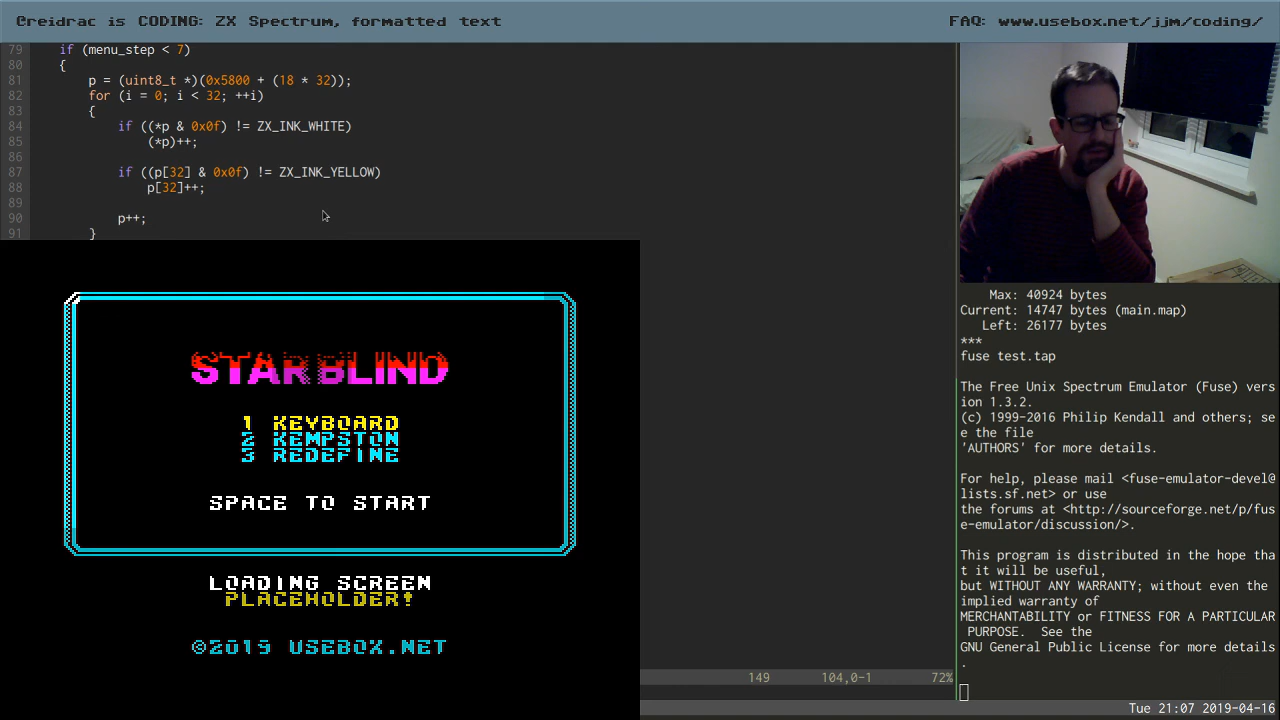 @reidrac is CODING: ZX Spectrum, formatted text
FAQ: www.usebox.net/jjm/coding/
79 if (menu_step < 7)
80 {
81 p = (uint8_t *)(0x5800 + (18 * 32));
82 for (i = 0; i < 32; ++i)
83 {
84 if ((*p & 0x0f) != ZX_INK_WHITE)
85 (*p)++;
86
87 if ((p[32] & 0x0f) != ZX_INK_YELLOW)
88 p[32]++;
89
90 p++;
91 }
STARBLIND
1 KEYBOARD
2 KEMPSTON
3 REDEFINE
SPACE TO START
LOADING SCREEN
PLACEHOLDER!
©2019 USEBOX.NET
149 104,0-1 72%
Max: 40924 bytes
Current: 14747 bytes (main.map)
Left: 26177 bytes
***
fuse test.tap
The Free Unix Spectrum Emulator (Fuse) vers
ion 1.3.2.
(c) 1999-2016 Philip Kendall and others; se
e the file
'AUTHORS' for more details.
For help, please mail <fuse-emulator-devel@
lists.sf.net> or use
the forums at <http://sourceforge.net/p/fus
e-emulator/discussion/>.
This program is distributed in the hope tha
t it will be useful,
but WITHOUT ANY WARRANTY; without even the
implied warranty of
MERCHANTABILITY or FITNESS FOR A PARTICULAR
PURPOSE. See the
GNU General Public License for more details
.
Tue 21:07 2019-04-16